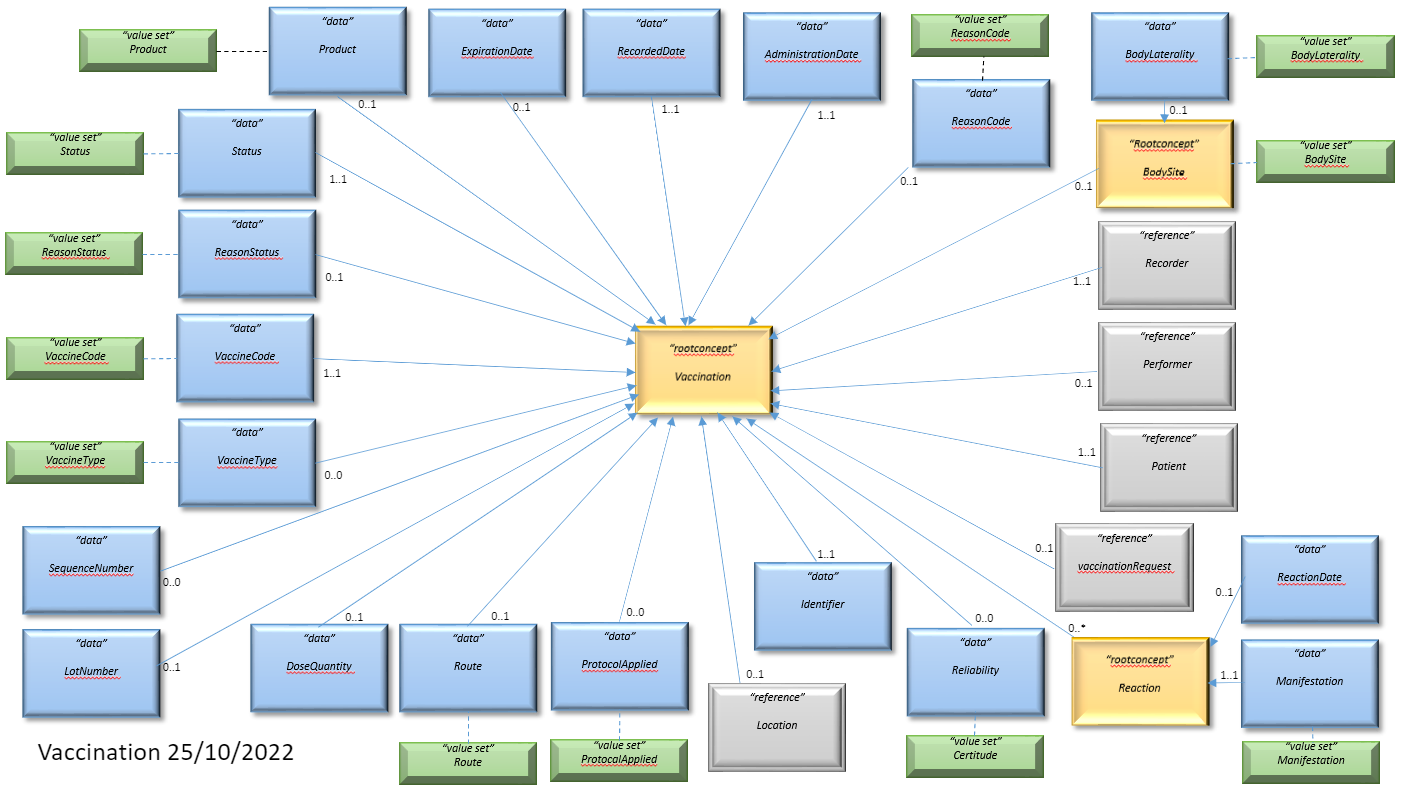 “value set”
Product
“data”
Product
0..1
“data”
ExpirationDate
0..1
“data”
RecordedDate
1..1
“data”
AdministrationDate
1..1
“value set”
ReasonCode
“data”
ReasonCode
0..1
“data”
BodyLaterality
0..1
“value set”
BodyLaterality
“Rootconcept”
BodySite
0..1
“value set”
BodySite
“value set”
Status
“data”
Status
1..1
“value set”
ReasonStatus
“data”
ReasonStatus
0..1
“reference”
Recorder
1..1
“value set”
VaccineCode
“data”
VaccineCode
1..1
“rootconcept”
Vaccination
“reference”
Performer
0..1
“value set”
VaccineType
“data”
VaccineType
0..0
“reference”
Patient
1..1
“data”
SequenceNumber
0..0
“data”
LotNumber
0..1
“data”
DoseQuantity
0..1
“data”
Route
0..1
“value set”
Route
“data”
ProtocalApplied
0..0
“value set”
ProtocalApplied
“reference”
Location
0..1
“data”
Identifier
1..1
“data”
Reliability
0..0
“value set”
Certitude
“reference”
vaccinationRequest
0..1
“rootconcept”
Reaction
0..*
“data”
ReactionDate
0..1
“data”
Manifestation
1..1
“value set”
Manifestation
Vaccination 25/10/2022